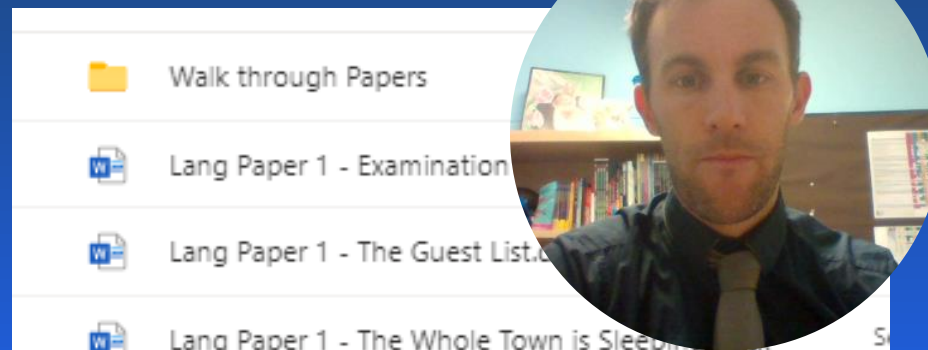 Walk through Papers
Lang Paper 1 - Examination
Lang Paper 1 - The Guest List.
Lang Paper 1 - The Whole Town is